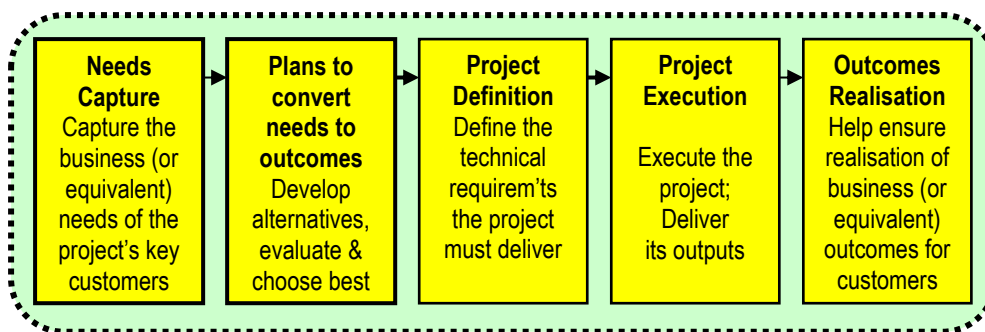 Needs
Capture
Capture the
business (or
equivalent)
needs of the
project's key
customers
Plans to
convert
needs to
outcomes
Develop
alternatives,
evaluate &
choose best
Project
Definition
Define the
technical
requirem'ts
the project
must deliver
Project
Execution
Execute the
project;
Deliver
its outputs
Outcomes
Realisation
Help ensure
realisation of
business (or
equivalent)
outcomes for
customers